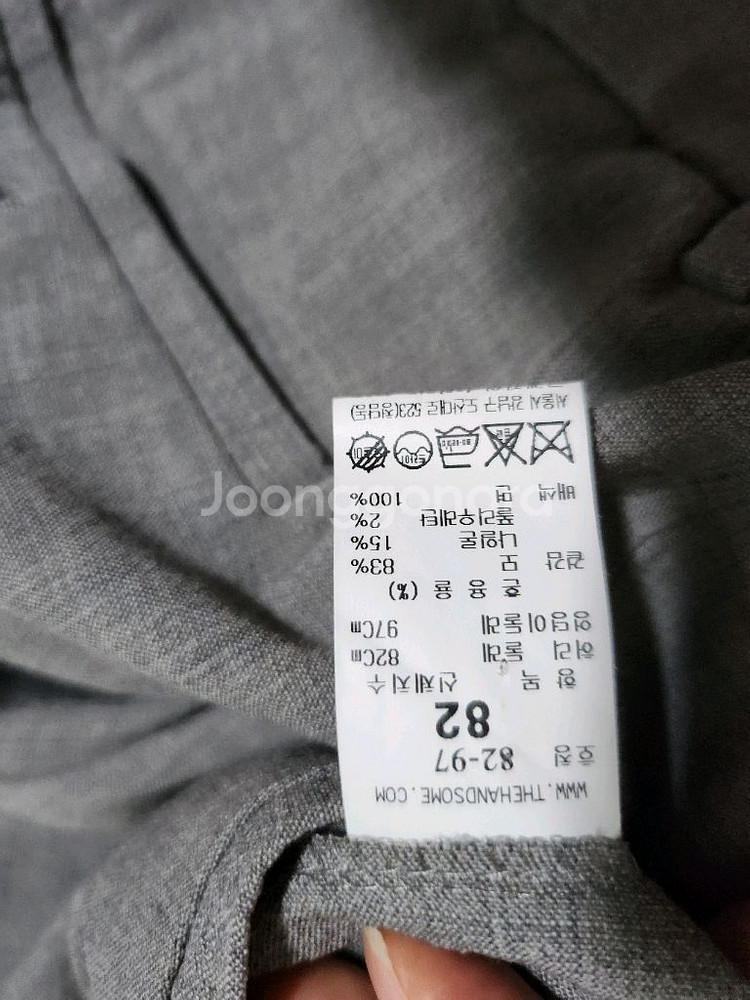 WWW.THEHANDSOME.COM
호칭 82-97
82
항 목 신체치수
허리 둘레 82Cm
엉덩이둘레 97Cm
혼 용 율 (%)
겉감 모 83%
나일론 15%
폴리우레탄 2%
배색 면 100%
서울시 강남구 도산대로 523(청담동)
Joonggonara